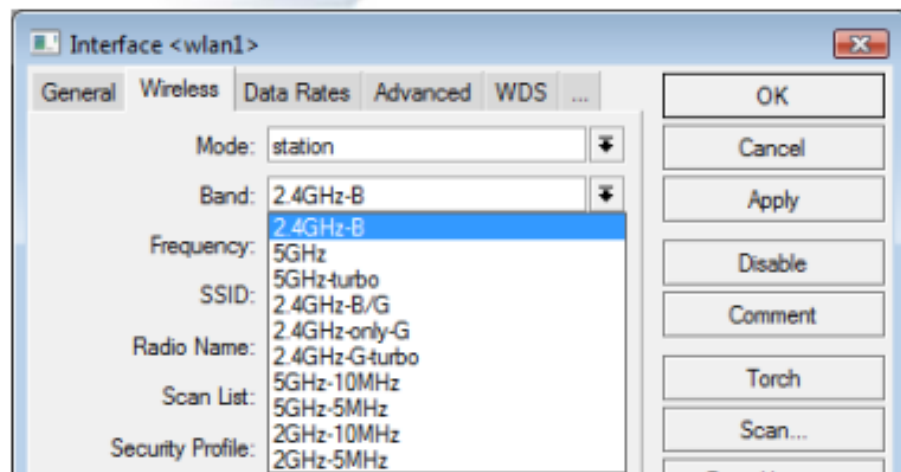 Interface <wlan1>
General Wireless Data Rates Advanced WDS ...
Mode: station
Band: 2.4GHz-B
2.4GHz-B
Frequency:
5GHz
5GHz-turbo
SSID:
2.4GHz-B/G
2.4GHz-only-G
Radio Name:
2.4GHz-G-turbo
5GHz-10MHz
Scan List:
5GHz-5MHz
2GHz-10MHz
Security Profile:
2GHz-5MHz
OK
Cancel
Apply
Disable
Comment
Torch
Scan...